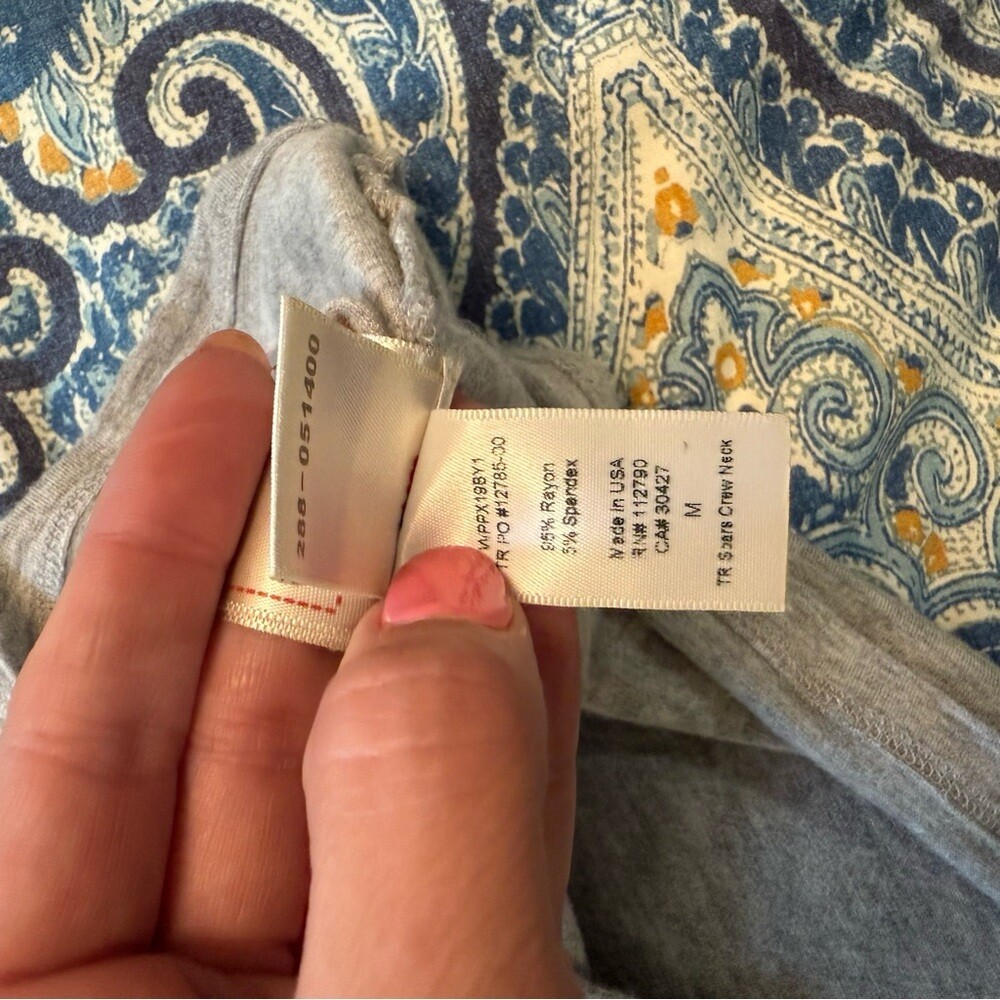 288-051400
WPPX19BY1
TR PO #12785-00
95% Rayon
5% Spandex
Made in USA
RN# 112790
CA# 30427
M
TR Spars Crew Neck